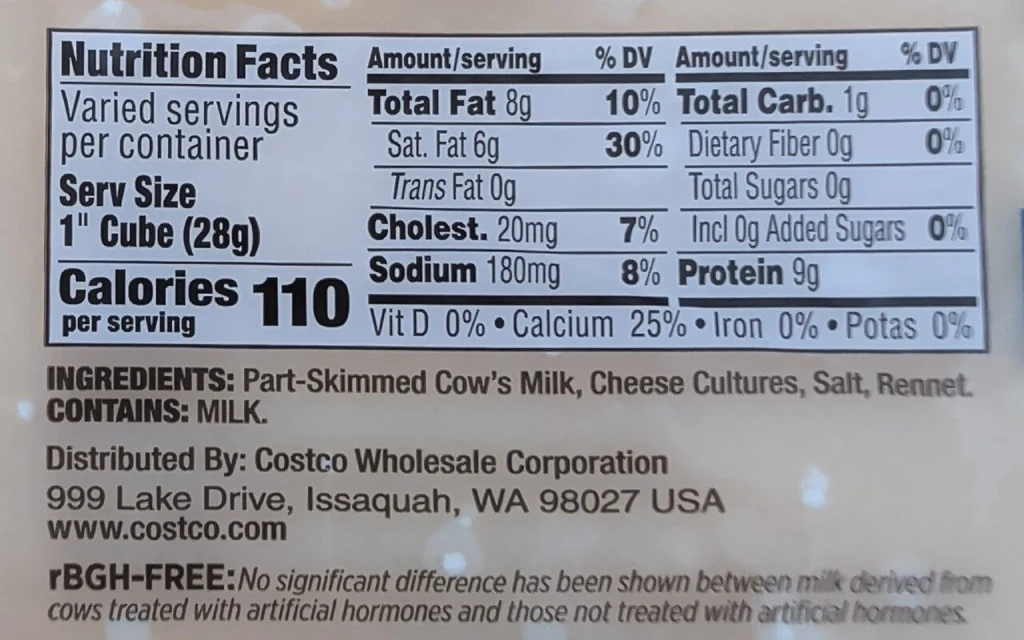 Nutrition Facts
Varied servings
per container
Serv Size
1" Cube (28g)
Calories 110
per serving
Amount/serving % DV
Total Fat 8g 10%
Sat. Fat 6g 30%
Trans Fat 0g
Cholest. 20mg 7%
Sodium 180mg 8%
Amount/serving % DV
Total Carb. 1g 0%
Dietary Fiber 0g 0%
Total Sugars 0g
Incl 0g Added Sugars 0%
Protein 9g
Vit D 0% • Calcium 25% • Iron 0% • Potas 0%
INGREDIENTS: Part-Skimmed Cow's Milk, Cheese Cultures, Salt, Rennet.
CONTAINS: MILK.
Distributed By: Costco Wholesale Corporation
999 Lake Drive, Issaquah, WA 98027 USA
www.costco.com
rBGH-FREE: No significant difference has been shown between milk derived from
cows treated with artificial hormones and those not treated with artificial hormones.